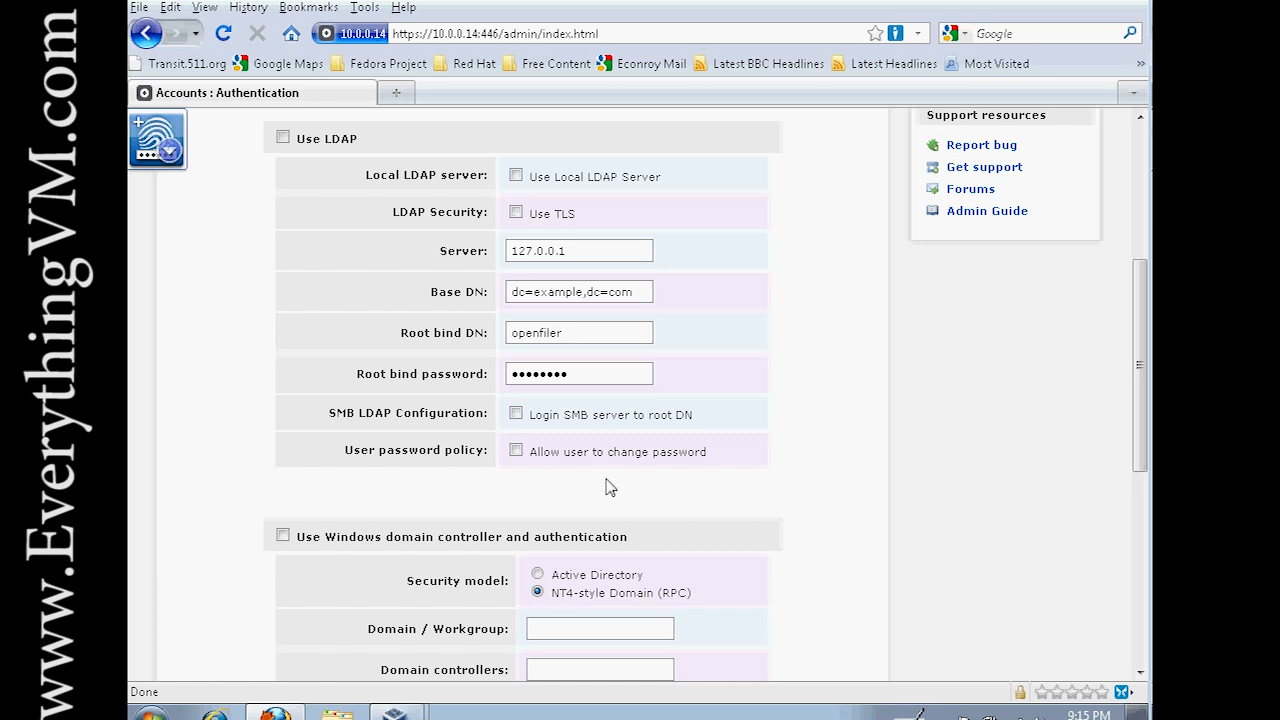 www.EverythingVM.com
File Edit View History Bookmarks Tools Help
10.0.0.14 https://10.0.0.14:446/admin/index.html
Google
Transit.511.org Google Maps Fedora Project Red Hat Free Content Econroy Mail Latest BBC Headlines Latest Headlines Most Visited »
Accounts : Authentication
Support resources
Report bug
Get support
Forums
Admin Guide
Use LDAP
Local LDAP server: Use Local LDAP Server
LDAP Security: Use TLS
Server: 127.0.0.1
Base DN: dc=example,dc=com
Root bind DN: openfiler
Root bind password: ••••••••
SMB LDAP Configuration: Login SMB server to root DN
User password policy: Allow user to change password
Use Windows domain controller and authentication
Security model: Active Directory
NT4-style Domain (RPC)
Domain / Workgroup:
Domain controllers:
Done
9:15 PM